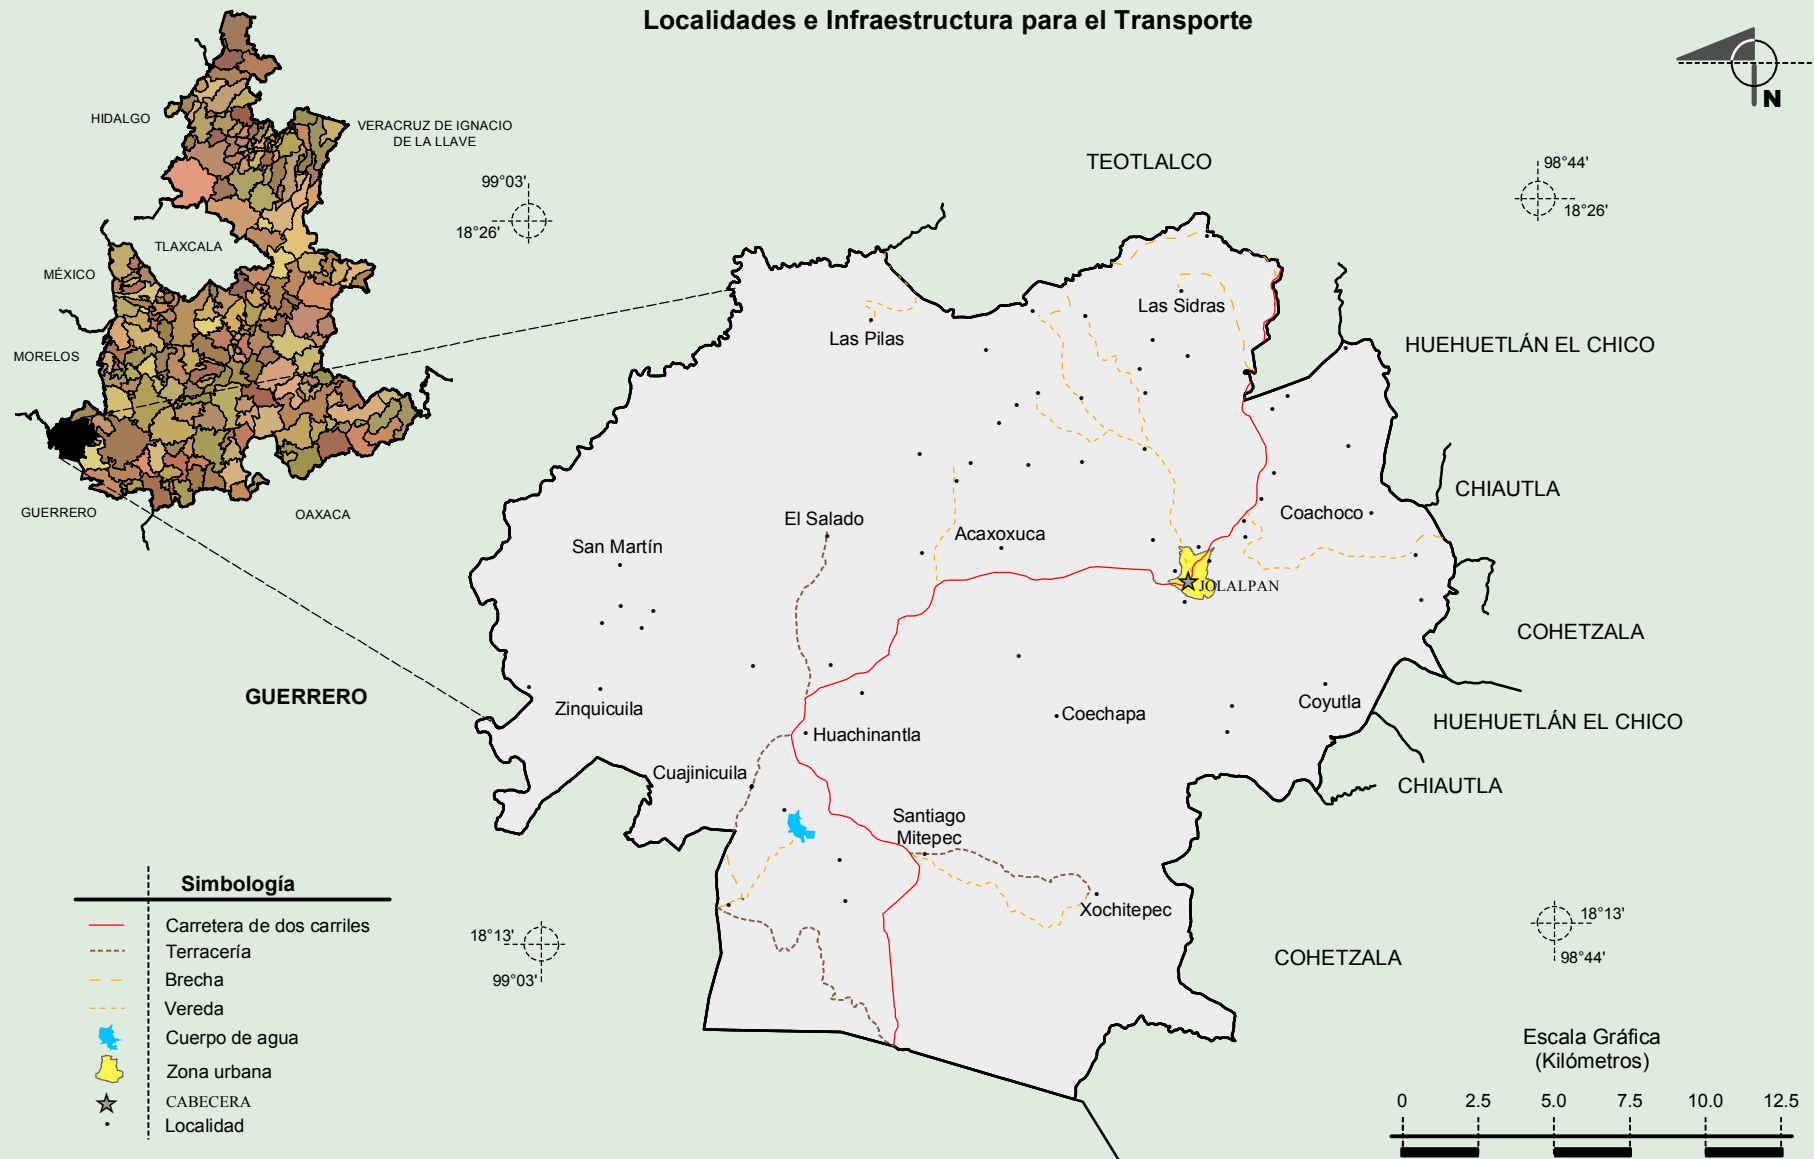 Localidades e Infraestructura para el Transporte
N
HIDALGO
VERACRUZ DE IGNACIO
DE LA LLAVE
TLAXCALA
MÉXICO
MORELOS
GUERRERO
OAXACA
99°03'
18°26'
98°44'
18°26'
TEOTLALCO
Las Sidras
Las Pilas
HUEHUETLÁN EL CHICO
CHIAUTLA
Coachoco
El Salado
Acaxoxuca
San Martín
JOLALPAN
COHETZALA
GUERRERO
Zinquicuila
Coyutla
Coechapa
HUEHUETLÁN EL CHICO
Huachinantla
Cuajinicuila
CHIAUTLA
Santiago
Mitepec
Xochitepec
COHETZALA
18°13'
99°03'
18°13'
98°44'
Simbología
Carretera de dos carriles
Terracería
Brecha
Vereda
Cuerpo de agua
Zona urbana
CABECERA
Localidad
Escala Gráfica
(Kilómetros)
0 2.5 5.0 7.5 10.0 12.5